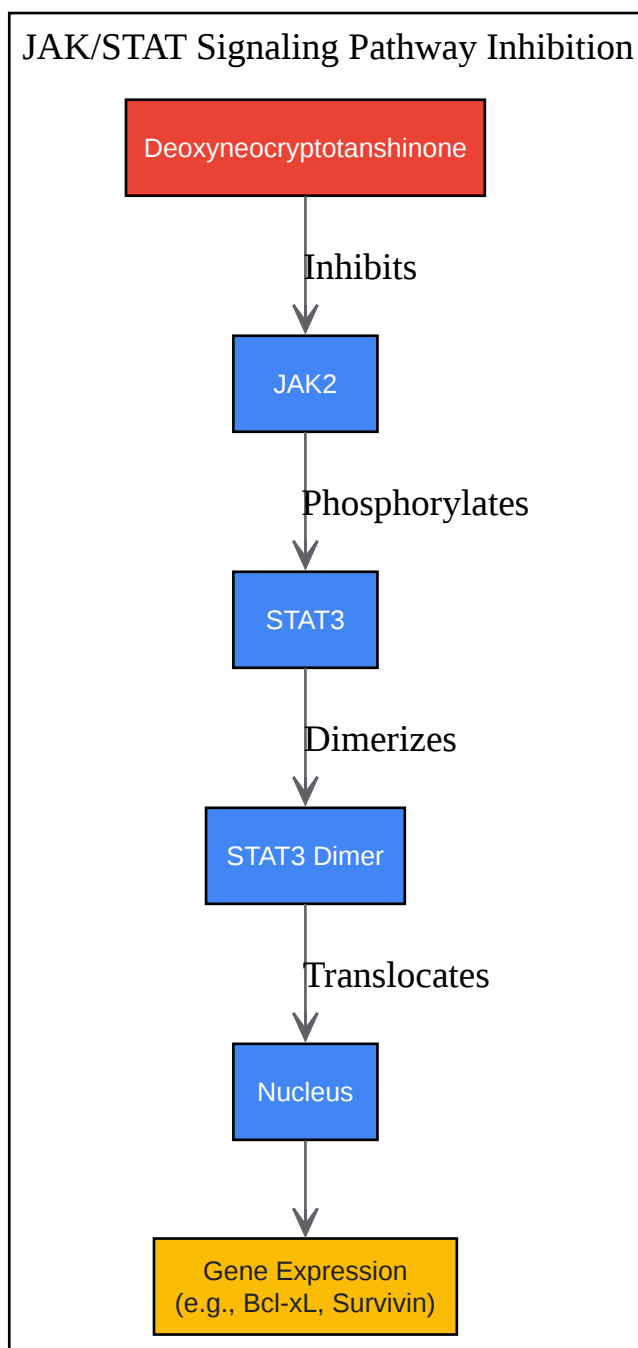 JAK/STAT Signaling Pathway Inhibition
Deoxyneocryptotanshinone
Inhibits
JAK2
Phosphorylates
STAT3
Dimerizes
STAT3 Dimer
Translocates
Nucleus
Gene Expression
(e.g., Bcl-xL, Survivin)